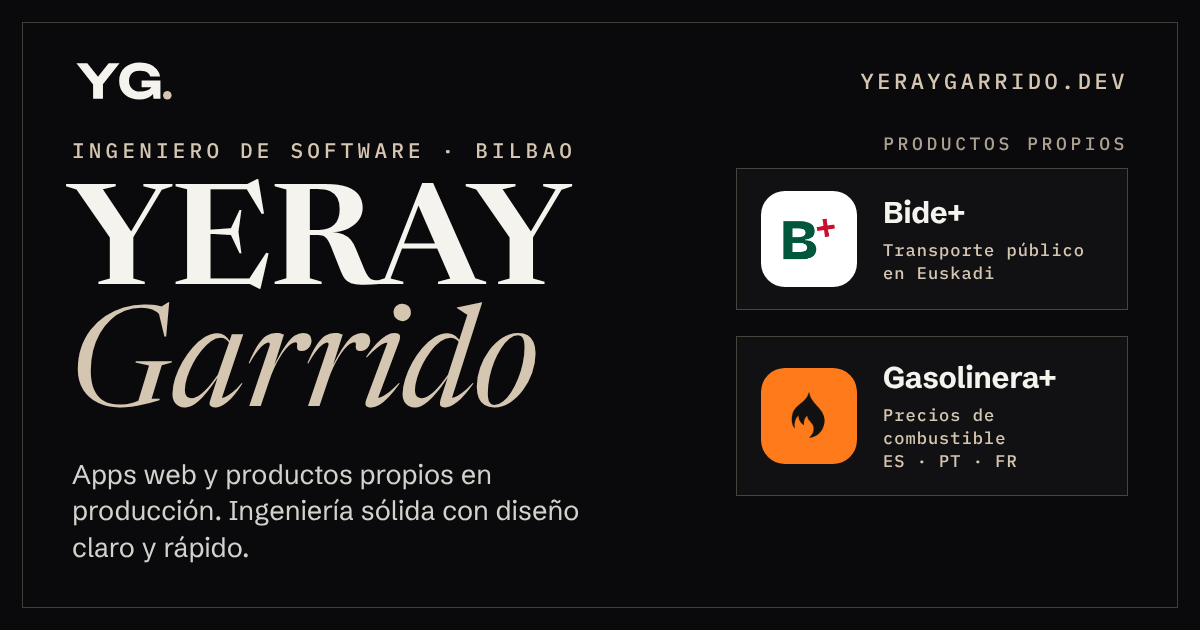 YG.
YERAYGARRIDO.DEV
INGENIERO DE SOFTWARE · BILBAO
YERAY
Garrido
Apps web y productos propios en
producción. Ingeniería sólida con diseño
claro y rápido.
PRODUCTOS PROPIOS
B+
Bide+
Transporte público
en Euskadi
Gasolinera+
Precios de
combustible
ES · PT · FR